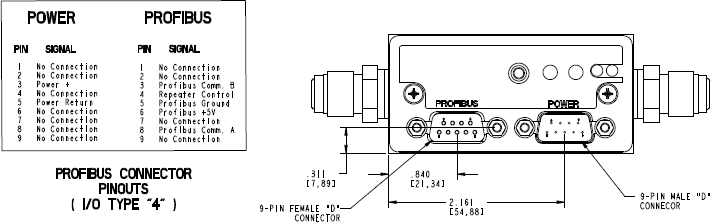 POWER PROFIBUS
PIN SIGNAL PIN SIGNAL
1 No Connection 1 No Connection
2 No Connection 2 No Connection
3 Power + 3 Profibus Comm. B
4 No Connection 4 Repeater Control
5 Power Return 5 Profibus Ground
6 No Connection 6 Profibus +5V
7 No Connection 7 No Connection
8 No Connection 8 Profibus Comm. A
9 No Connection 9 No Connection
PROFIBUS CONNECTOR
PINOUTS
( I/O TYPE "4" )
PROFIBUS POWER
.311
[7,89]
.840
[21,34]
2.161
[54,88]
9-PIN FEMALE "D"
CONNECTOR
9-PIN MALE "D"
CONNECOR